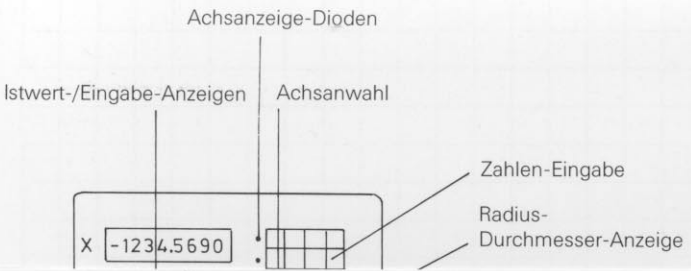 Achsanzeige-Dioden
Istwert-/Eingabe-Anzeigen
Achsanwahl
Zahlen-Eingabe
Radius-
Durchmesser-Anzeige
X -1234.5690